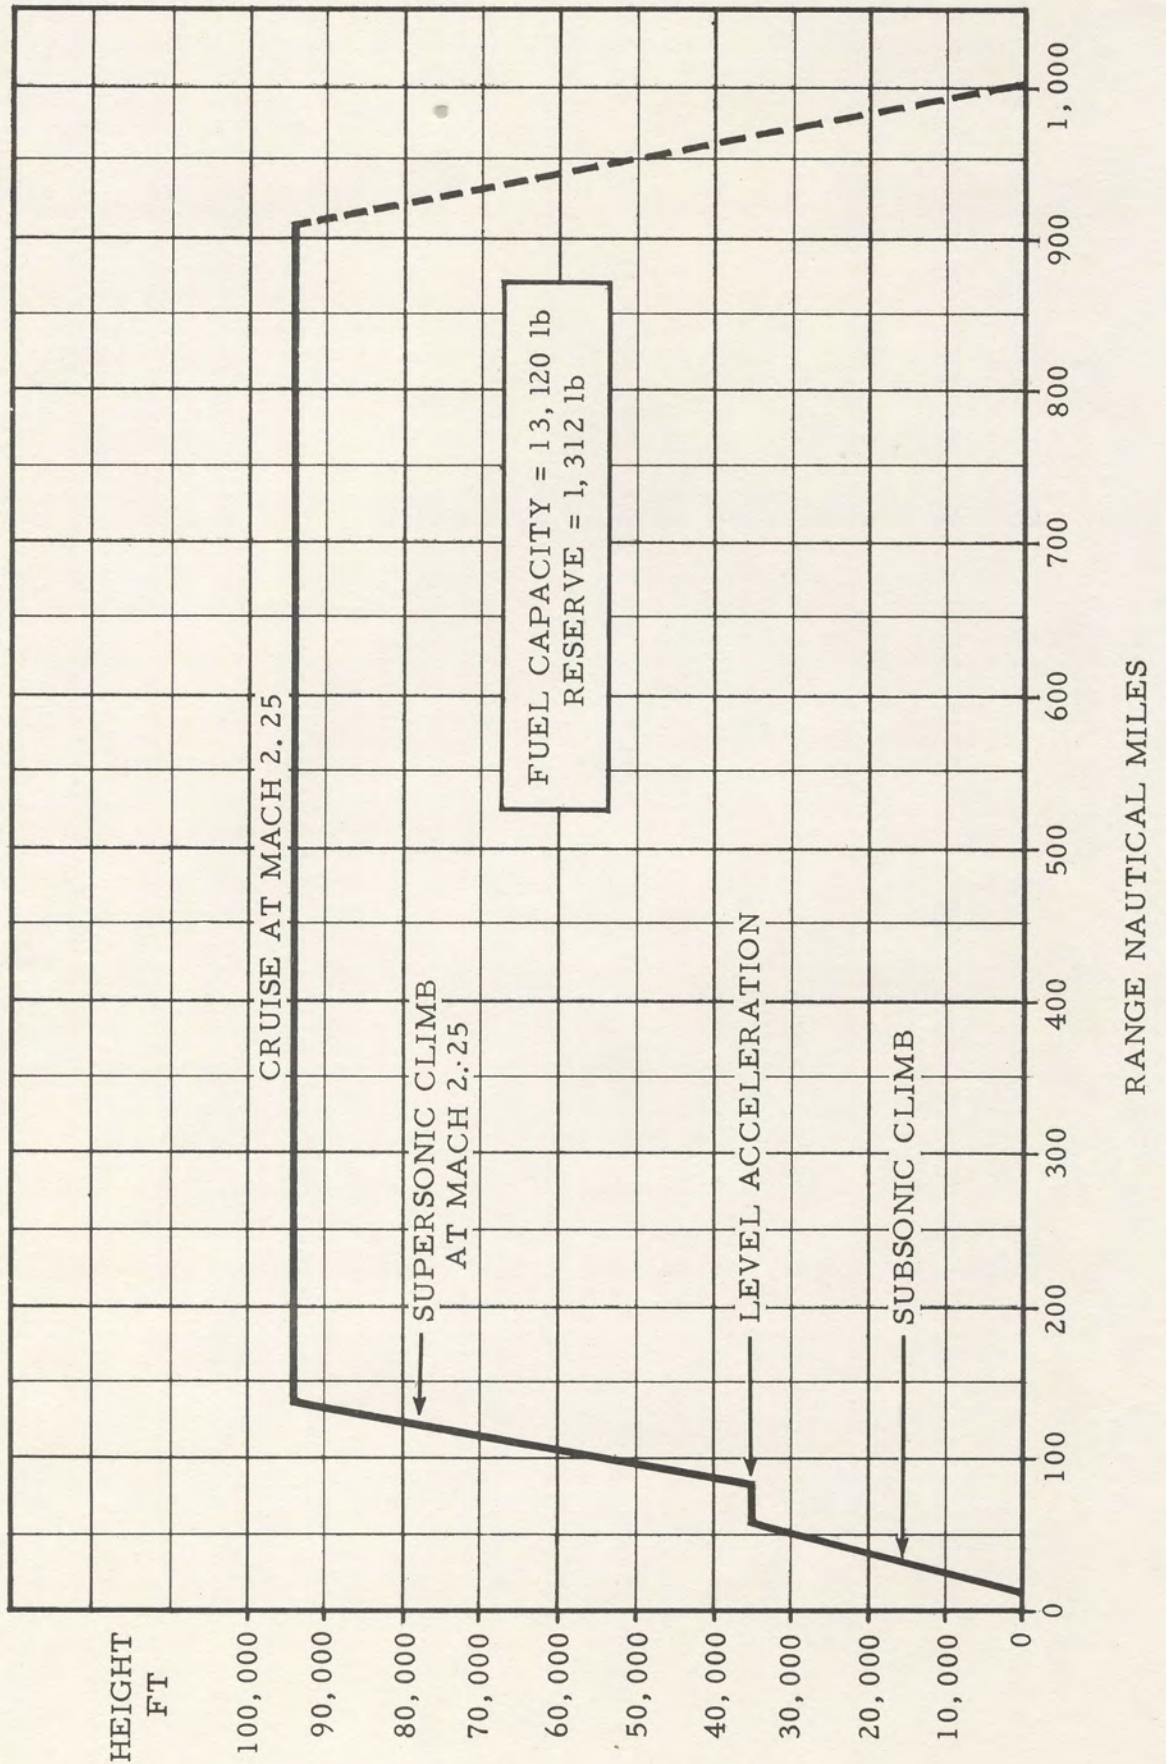 HEIGHT
FT
100,000
90,000
80,000
70,000
60,000
50,000
40,000
30,000
20,000
10,000
0
CRUISE AT MACH 2.25
SUPERSONIC CLIMB
AT MACH 2.25
FUEL CAPACITY = 13,120 lb
RESERVE = 1,312 lb
LEVEL ACCELERATION
SUBSONIC CLIMB
0
100
200
300
400
500
600
700
800
900
1,000
RANGE NAUTICAL MILES